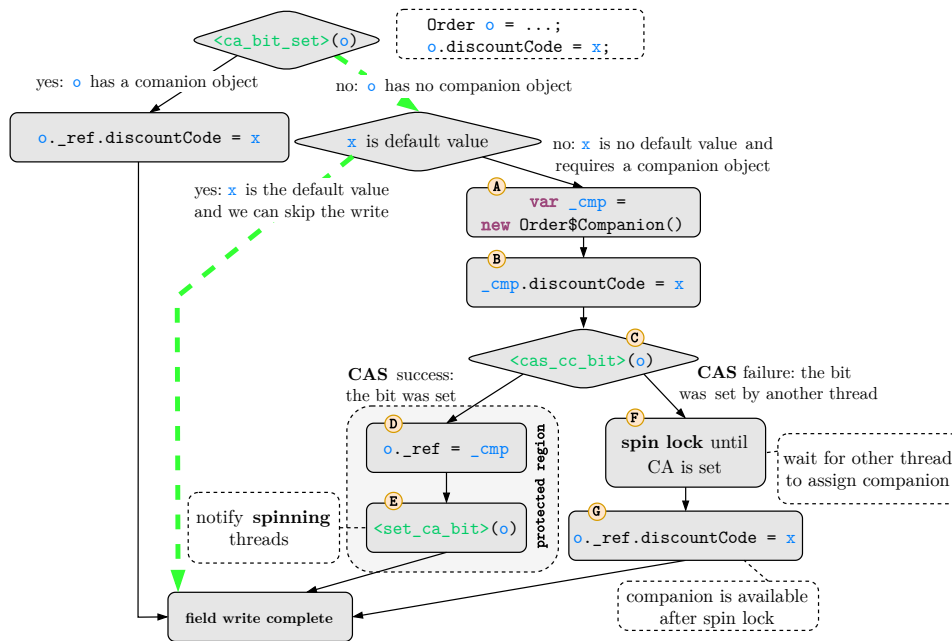 <ca_bit_set>(o)
Order o = ...;
o.discountCode = x;
yes: o has a comanion object
no: o has no companion object
o._ref.discountCode = x
x is default value
no: x is no default value and
requires a companion object
yes: x is the default value
and we can skip the write
A
var _cmp =
new Order$Companion()
B
_cmp.discountCode = x
C
<cas_cc_bit>(o)
CAS success:
the bit was set
CAS failure: the bit
was set by another thread
D
o._ref = _cmp
protected region
F
spin lock until
CA is set
wait for other thread
to assign companion
E
<set_ca_bit>(o)
notify spinning
threads
G
o._ref.discountCode = x
field write complete
companion is available
after spin lock